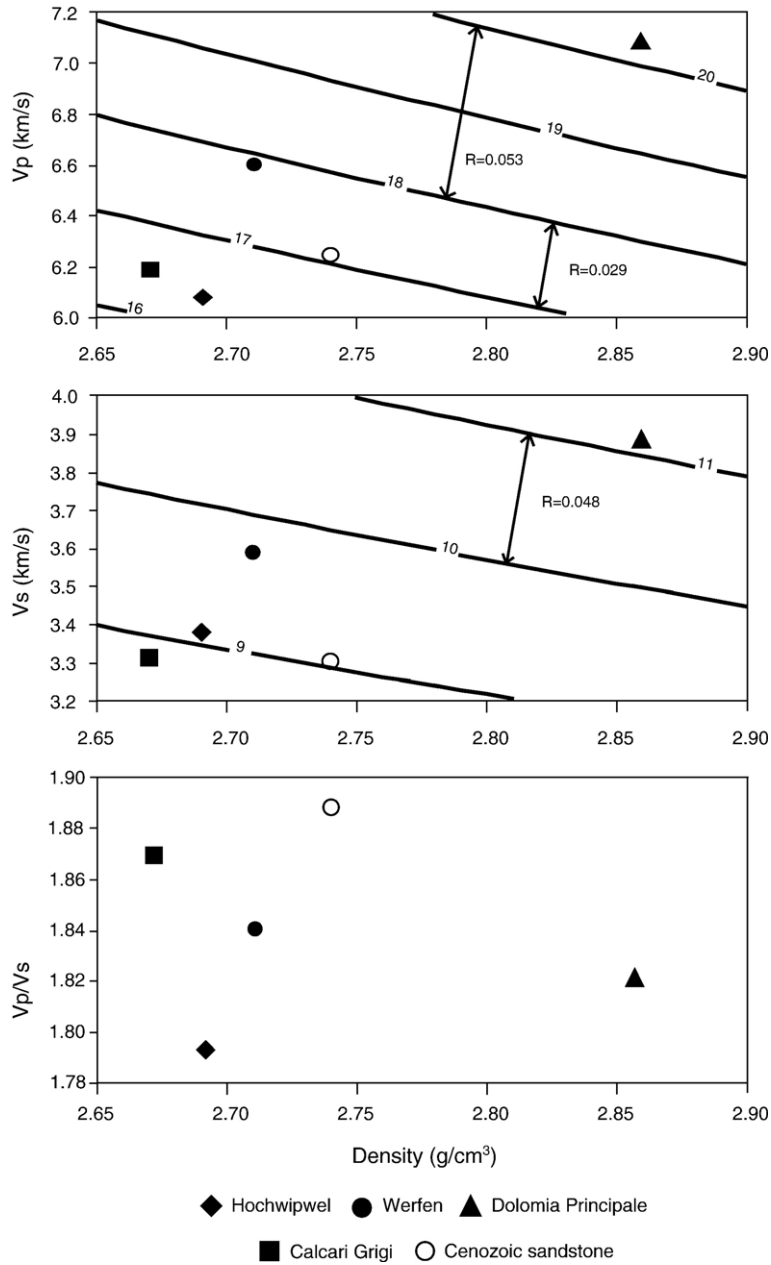 7.2
7.0
6.8
6.6
6.4
6.2
6.0
Vp (km/s)
20
19
18
17
16
R=0.053
R=0.029
2.65 2.70 2.75 2.80 2.85 2.90
4.0
3.9
3.8
3.7
3.6
3.5
3.4
3.3
3.2
Vs (km/s)
11
10
9
R=0.048
2.65 2.70 2.75 2.80 2.85 2.90
1.90
1.88
1.86
1.84
1.82
1.80
1.78
Vp/Vs
2.65 2.70 2.75 2.80 2.85 2.90
Density (g/cm³)
Hochwipwel Werfen Dolomia Principale
Calcari Grigi Cenozoic sandstone